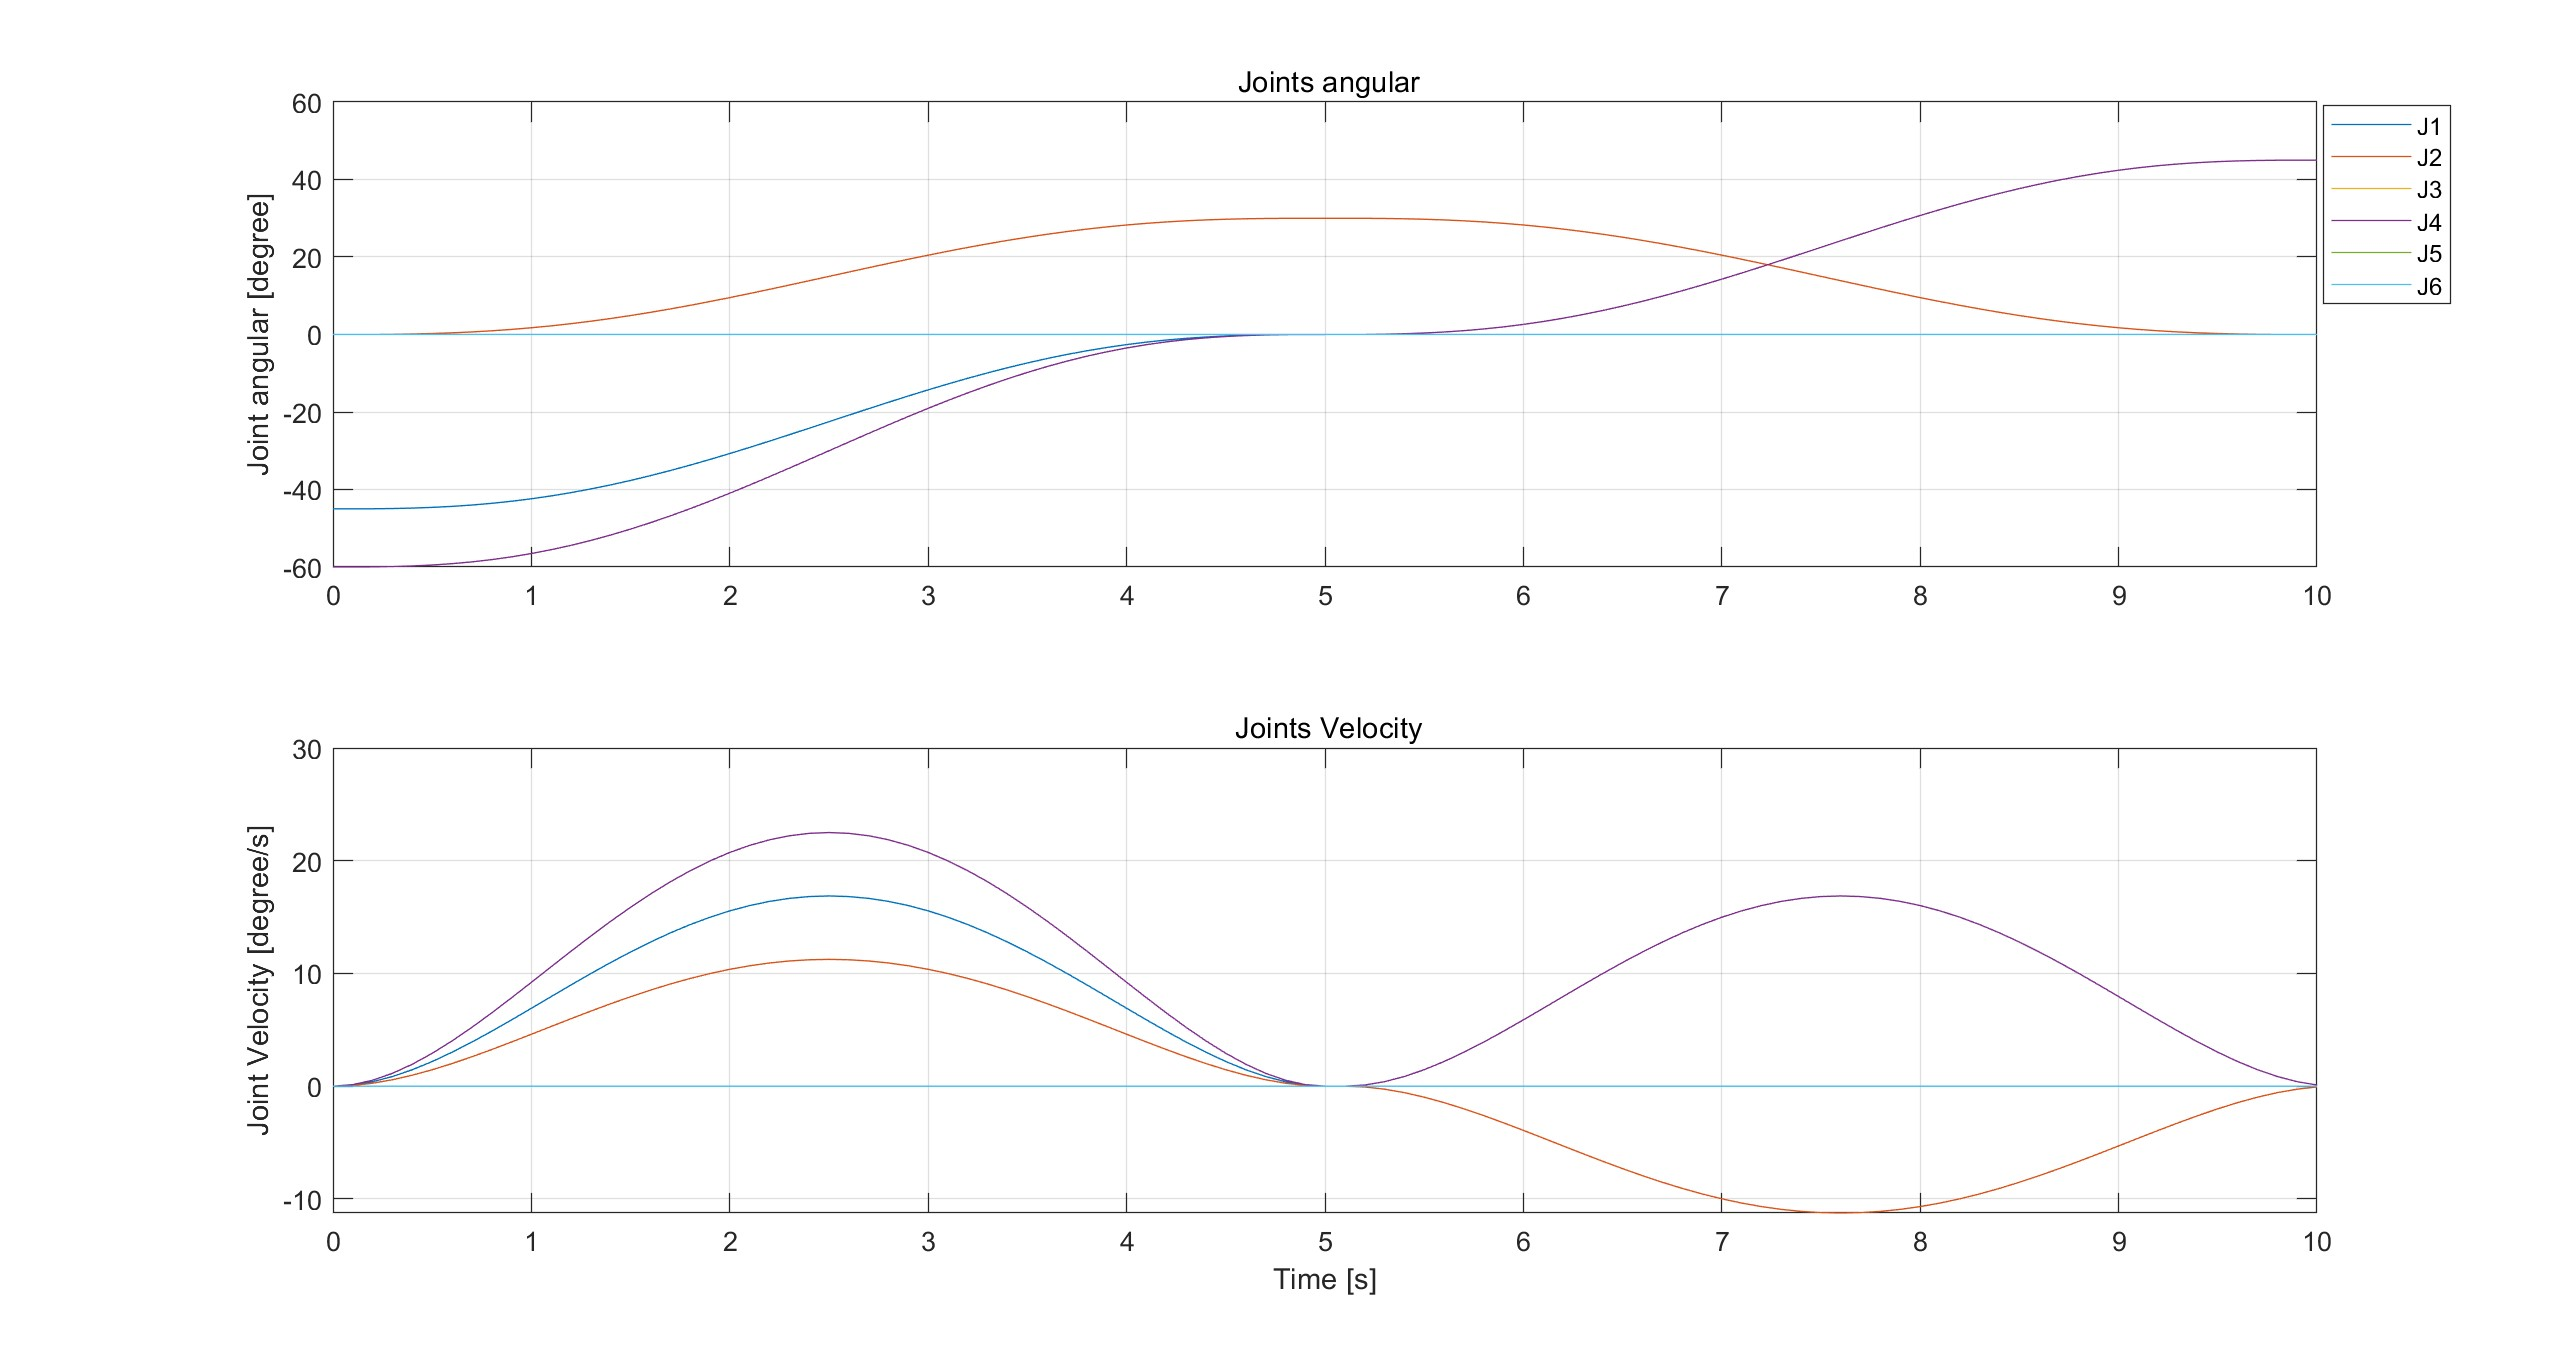 Joints angular
60
40
20
0
-20
-40
-60
Joint angular [degree]
0 1 2 3 4 5 6 7 8 9 10
J1
J2
J3
J4
J5
J6
Joints Velocity
30
20
10
0
-10
Joint Velocity [degree/s]
0 1 2 3 4 5 6 7 8 9 10
Time [s]